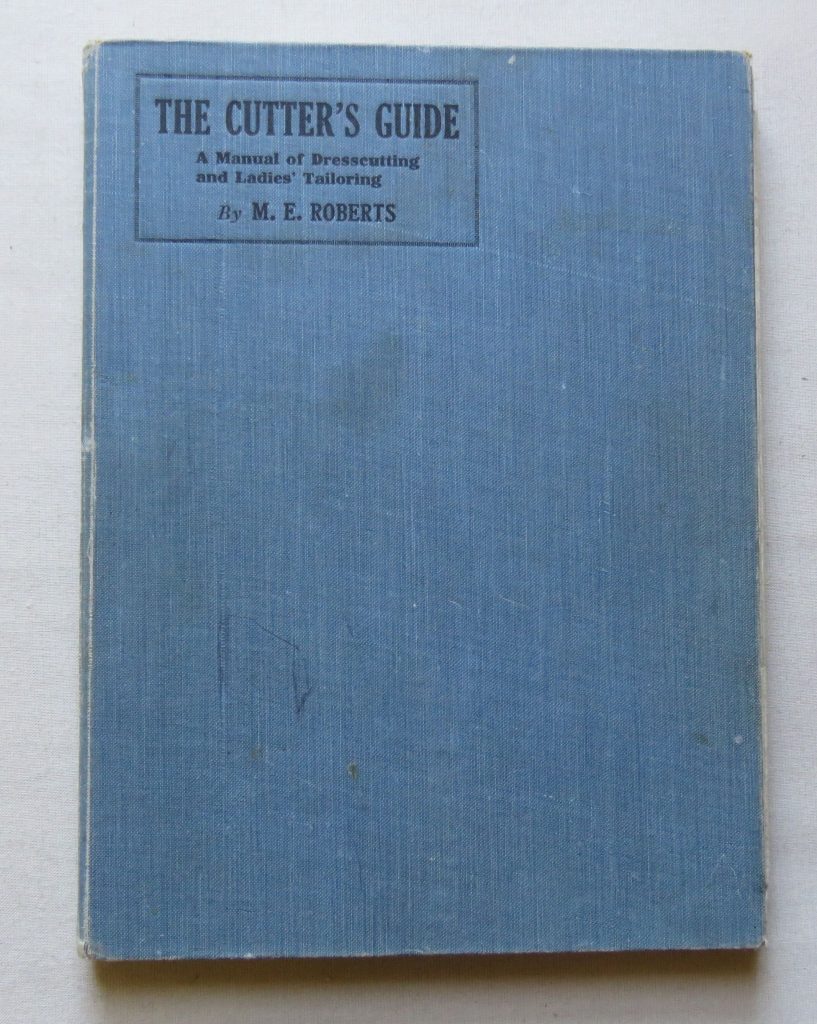 THE CUTTER'S GUIDE
A Manual of Dresscutting
and Ladies' Tailoring
By M. E. ROBERTS